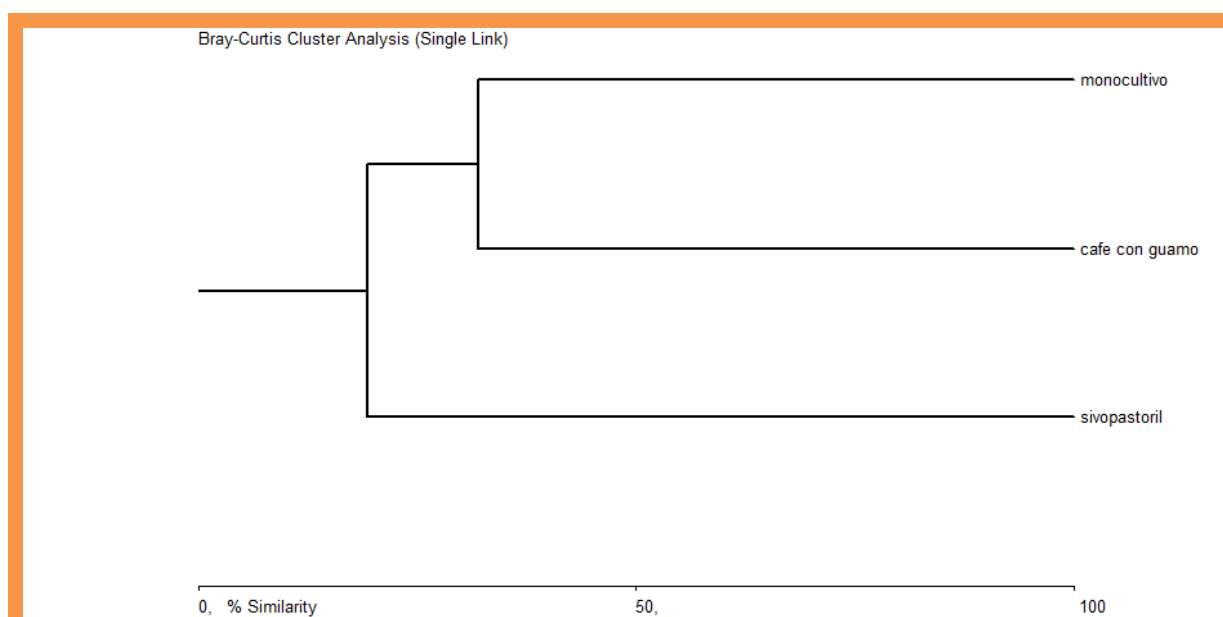 Bray-Curtis Cluster Analysis (Single Link)
monocultivo
cafe con guamo
sivopastoril
0, % Similarity 50, 100